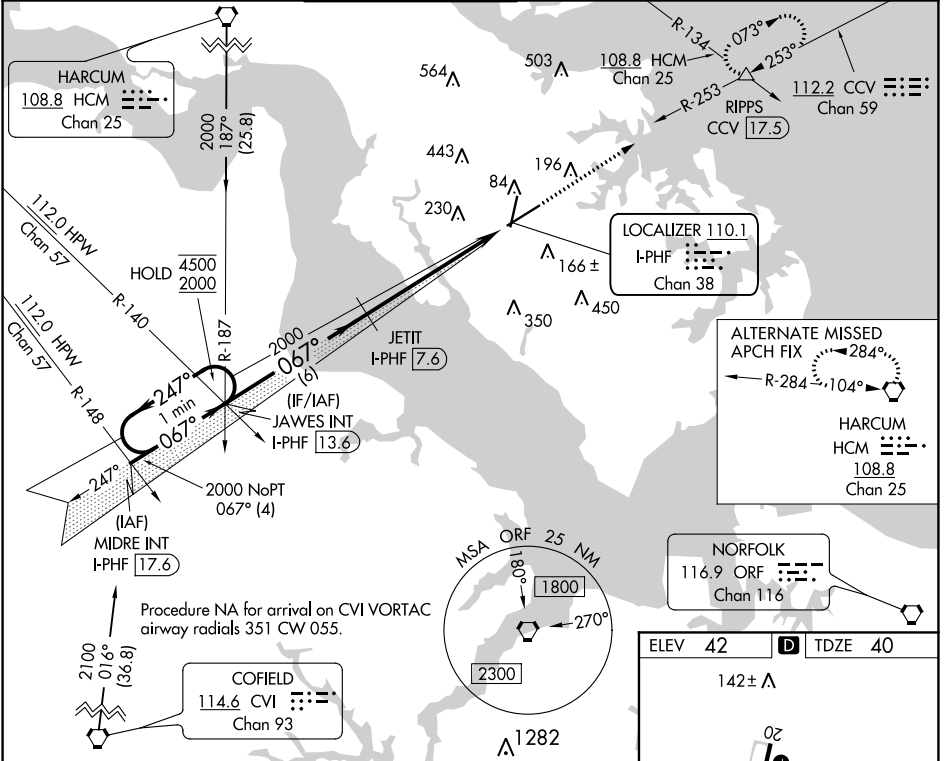 HARCUM
108.8 HCM
Chan 25
2000
187°
(25.8)
564
503
443
196
84
230
166 ±
350
450
R-134
073°
253°
108.8 HCM
Chan 25
R-253
RIPPS
CCV 17.5
112.2 CCV
Chan 59
112.0 HPW
Chan 57
R-140
112.0 HPW
Chan 57
R-148
HOLD 4500
2000
R-187
LOCALIZER 110.1
I-PHF
Chan 38
JETIT
I-PHF 7.6
2000
067°
(6)
247°
1 min
067°
(IF/IAF)
JAWES INT
I-PHF 13.6
247°
2000 NoPT
067° (4)
(IAF)
MIDRE INT
I-PHF 17.6
ALTERNATE MISSED
APCH FIX
284°
R-284
104°
HARCUM
HCM
108.8
Chan 25
Procedure NA for arrival on CVI VORTAC
airway radials 351 CW 055.
2100
016°
(36.8)
COFIELD
114.6 CVI
Chan 93
MSA ORF 25 NM
180°
1800
270°
2300
1282
NORFOLK
116.9 ORF
Chan 116
ELEV 42 D TDZE 40
142±
20